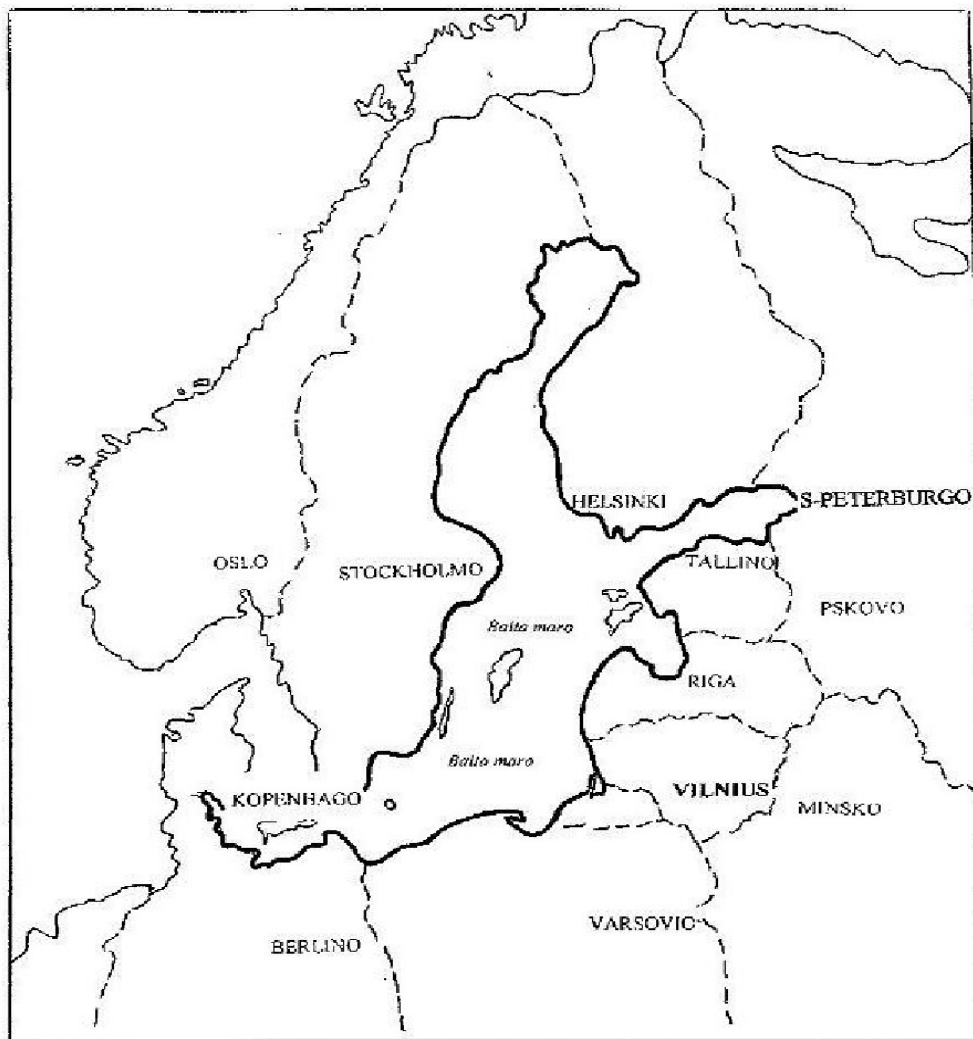 HELSINKI
S-PETERBURGO
OSLO
STOCKHOLMO
TALLINO
PSKOVO
Balta maro
RIGA
Balta maro
VILNIUS
KOPENHAGO
MINSKO
VARSOVIO
BERLINO